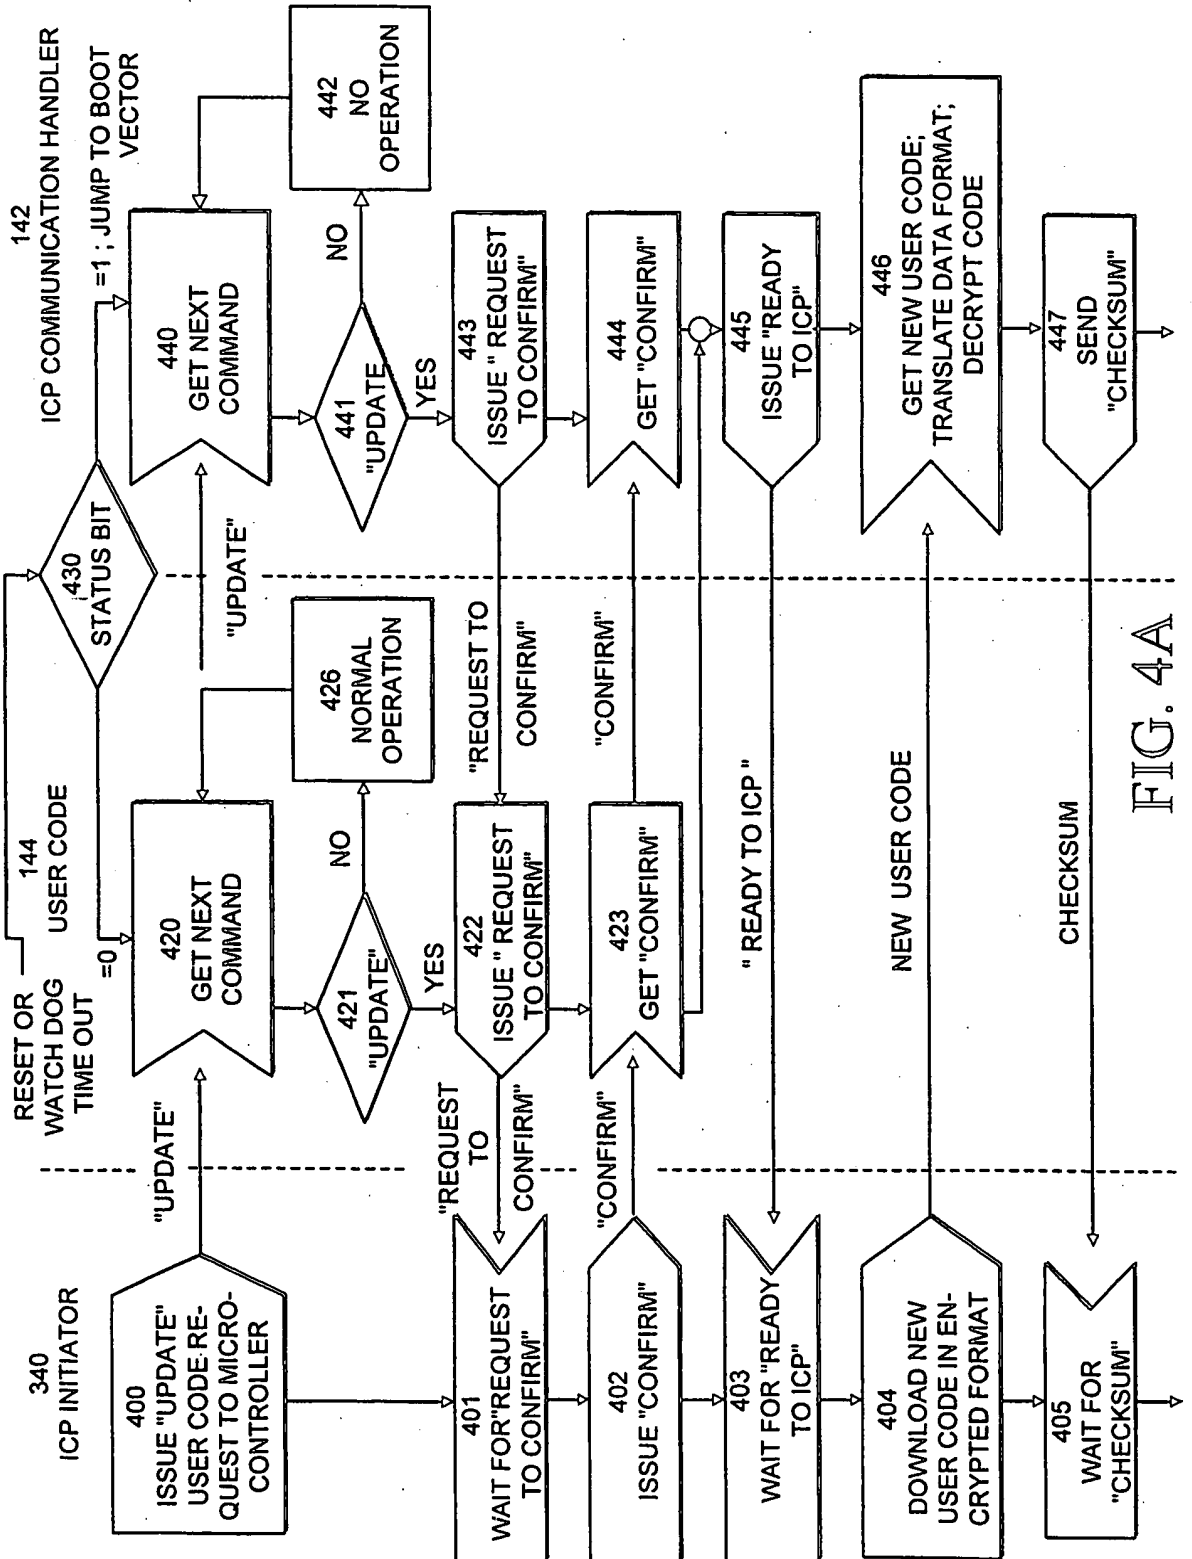 340
ICP INITIATOR
RESET OR
WATCH DOG
TIME OUT
144
USER CODE
142
ICP COMMUNICATION HANDLER
430
STATUS BIT
=0
=1 ; JUMP TO BOOT
VECTOR
400
ISSUE "UPDATE"
USER CODE RE-
QUEST TO MICRO-
CONTROLLER
"UPDATE"
420
GET NEXT
COMMAND
"UPDATE"
440
GET NEXT
COMMAND
421
"UPDATE"
NO
426
NORMAL
OPERATION
441
"UPDATE
NO
442
NO
OPERATION
YES
YES
401
WAIT FOR"REQUEST
TO CONFIRM"
"REQUEST
TO
CONFIRM"
422
ISSUE " REQUEST
TO CONFIRM"
"REQUEST TO
CONFIRM"
443
ISSUE " REQUEST
TO CONFIRM"
402
ISSUE "CONFIRM"
"CONFIRM"
423
GET "CONFIRM"
"CONFIRM"
444
GET "CONFIRM"
403
WAIT FOR "READY
TO ICP"
" READY TO ICP "
445
ISSUE "READY
TO ICP"
404
DOWNLOAD NEW
USER CODE IN EN-
CRYPTED FORMAT
NEW USER CODE
446
GET NEW USER CODE;
TRANSLATE DATA FORMAT;
DECRYPT CODE
405
WAIT FOR
"CHECKSUM"
CHECKSUM
447
SEND
"CHECKSUM"
FIG. 4A